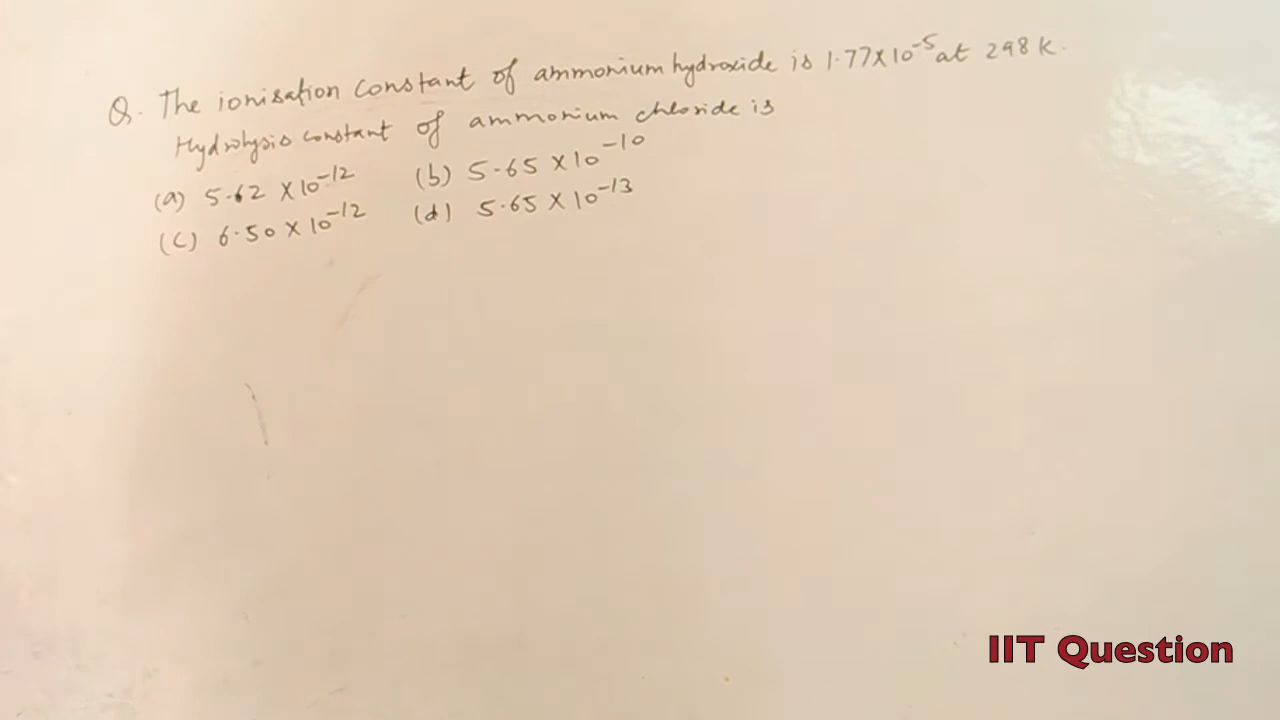 Q. The ionisation constant of ammonium hydroxide is 1.77×10⁻⁵ at 298 K.
Hydrolysis constant of ammonium chloride is
(a) 5.62 × 10⁻¹² (b) 5.65 × 10⁻¹⁰
(c) 6.50 × 10⁻¹² (d) 5.65 × 10⁻¹³
IIT Question